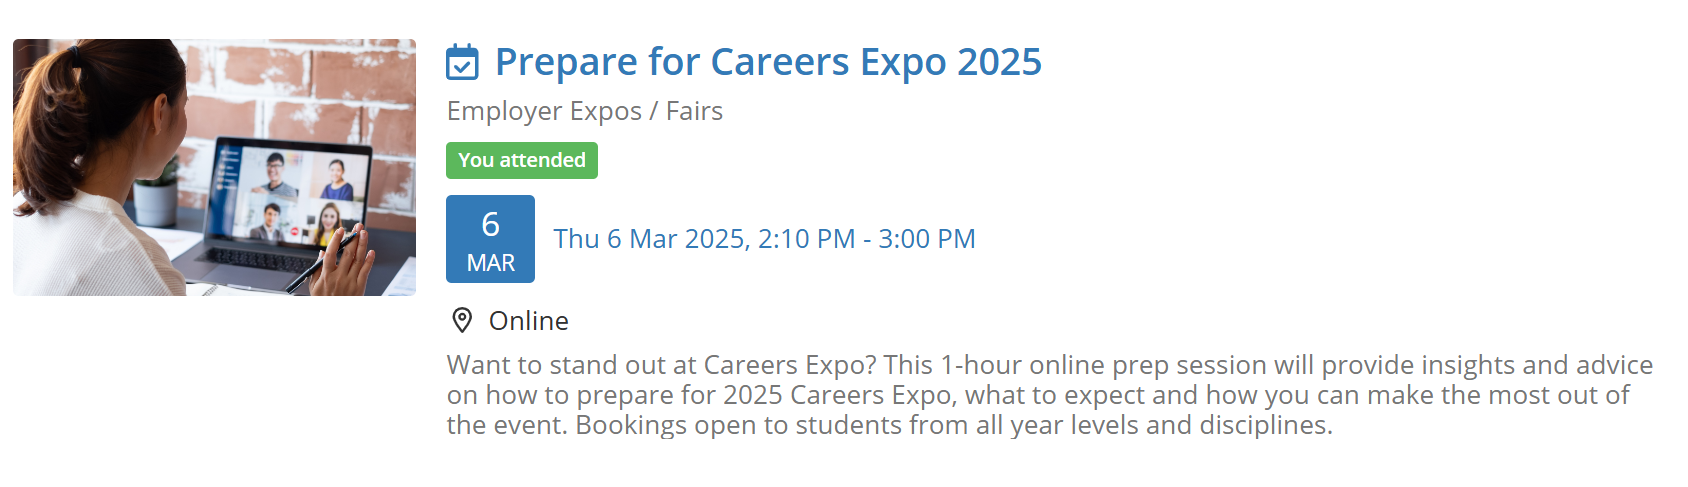 Prepare for Careers Expo 2025
Employer Expos / Fairs
You attended
6
MAR
Thu 6 Mar 2025, 2:10 PM - 3:00 PM
Online
Want to stand out at Careers Expo? This 1-hour online prep session will provide insights and advice
on how to prepare for 2025 Careers Expo, what to expect and how you can make the most out of
the event. Bookings open to students from all year levels and disciplines.